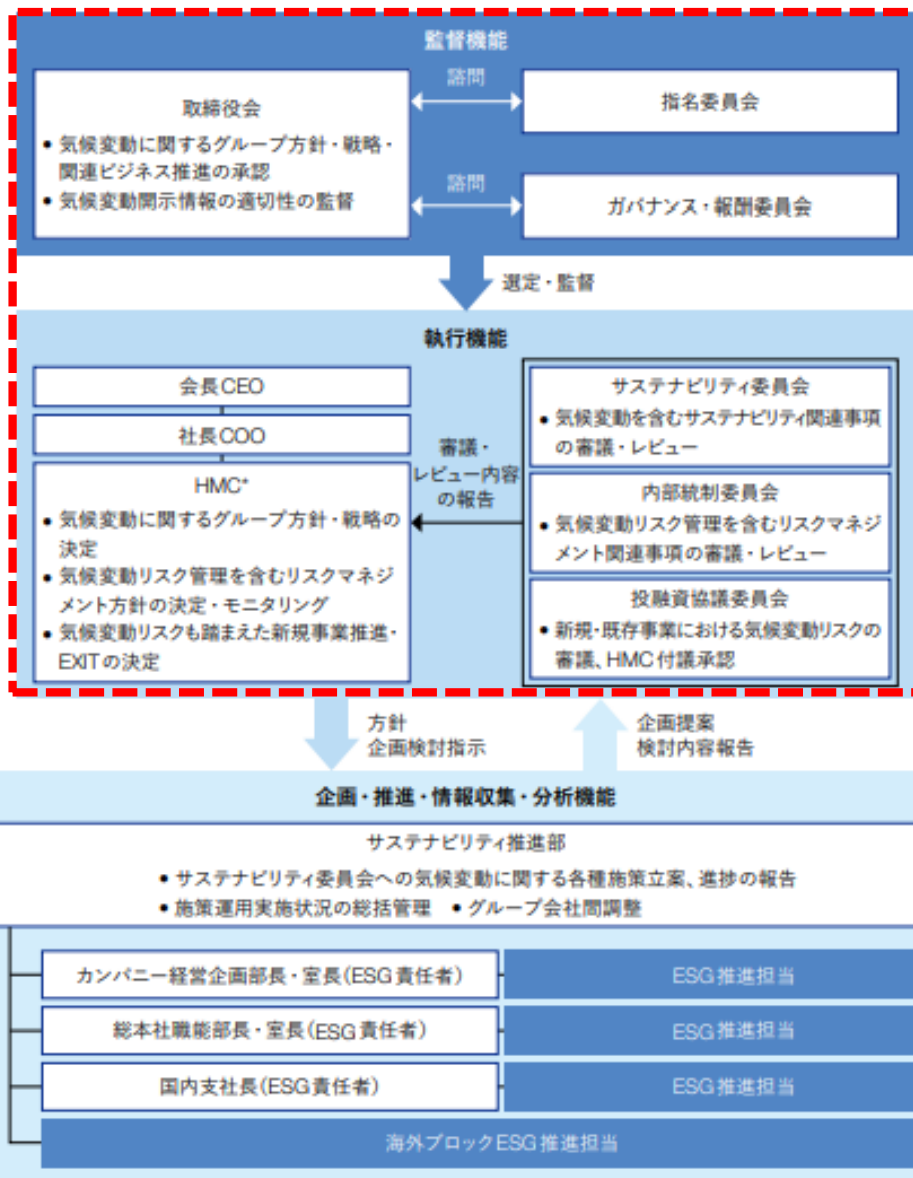 監督機能
取締役会
• 気候変動に関するグループ方針・戦略・
関連ビジネス推進の承認
• 気候変動開示情報の適切性の監督
諮問
指名委員会
諮問
ガバナンス・報酬委員会
選定・監督
執行機能
会長CEO
社長COO
HMC*
• 気候変動に関するグループ方針・戦略の
決定
• 気候変動リスク管理を含むリスクマネジ
メント方針の決定・モニタリング
• 気候変動リスクも踏まえた新規事業推進・
EXITの決定
審議・
レビュー内容
の報告
サステナビリティ委員会
• 気候変動を含むサステナビリティ関連事項
の審議・レビュー
内部統制委員会
• 気候変動リスク管理を含むリスクマネジ
メント関連事項の審議・レビュー
投融資協議委員会
• 新規・既存事業における気候変動リスクの
審議、HMC付議承認
方針
企画検討指示
企画提案
検討内容報告
企画・推進・情報収集・分析機能
サステナビリティ推進部
• サステナビリティ委員会への気候変動に関する各種施策立案、進捗の報告
• 施策運用実施状況の総括管理 • グループ会社間調整
カンパニー経営企画部長・室長(ESG責任者)
ESG推進担当
総本社職能部長・室長(ESG責任者)
ESG推進担当
国内支社長(ESG責任者)
ESG推進担当
海外ブロックESG推進担当